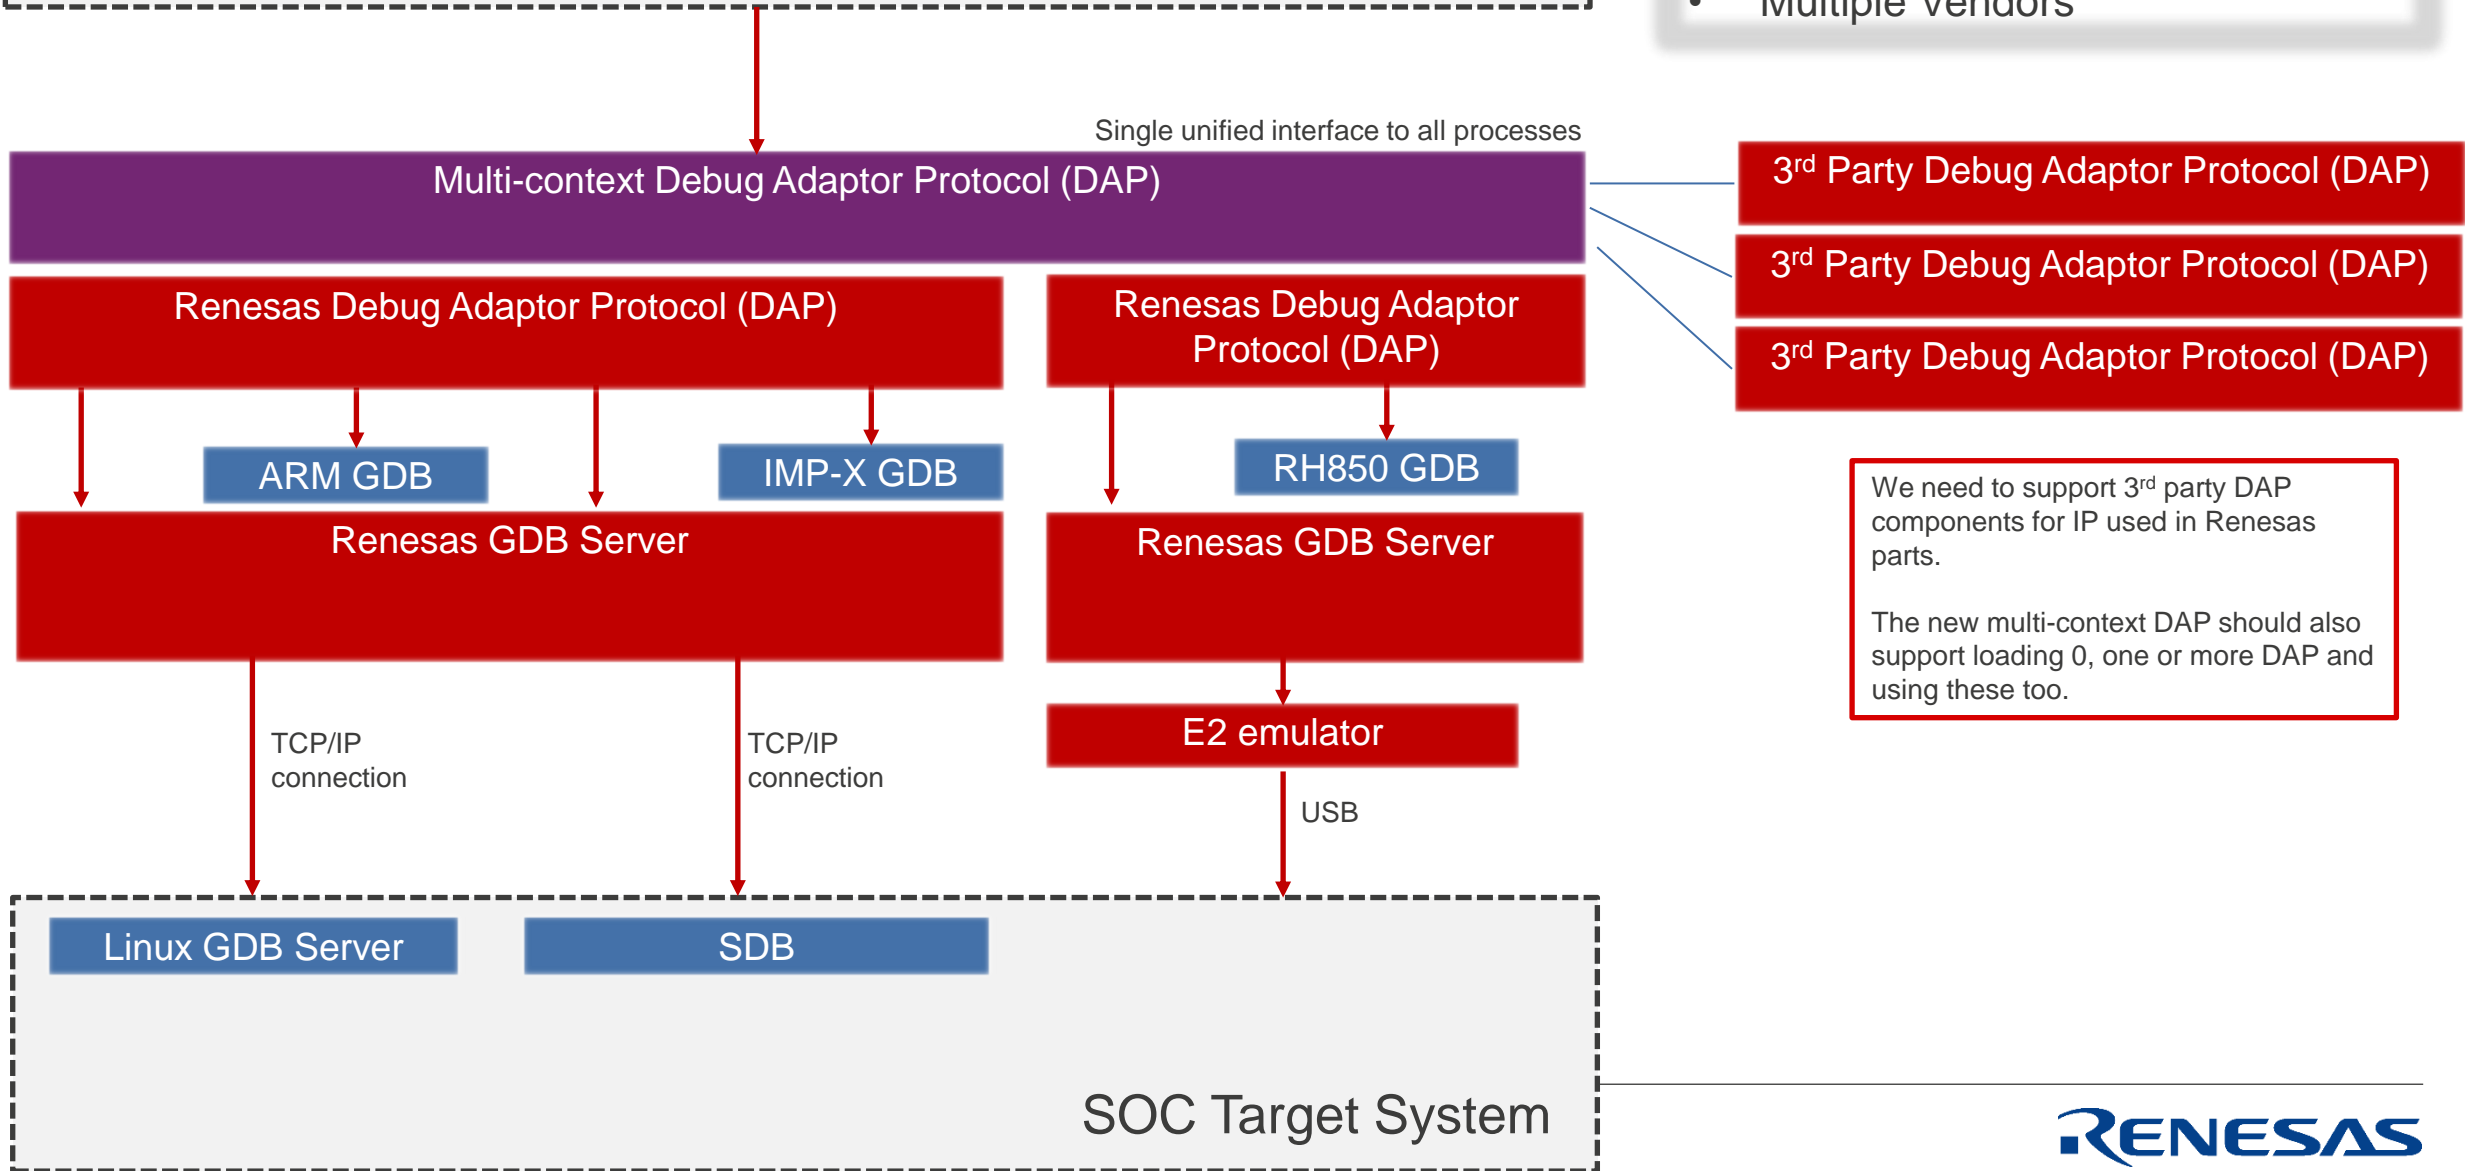 • Multiple Vendors
Single unified interface to all processes
Multi-context Debug Adaptor Protocol (DAP)
3rd Party Debug Adaptor Protocol (DAP)
3rd Party Debug Adaptor Protocol (DAP)
3rd Party Debug Adaptor Protocol (DAP)
Renesas Debug Adaptor Protocol (DAP)
Renesas Debug Adaptor
Protocol (DAP)
ARM GDB
IMP-X GDB
RH850 GDB
Renesas GDB Server
Renesas GDB Server
We need to support 3rd party DAP
components for IP used in Renesas
parts.
The new multi-context DAP should also
support loading 0, one or more DAP and
using these too.
E2 emulator
TCP/IP
connection
TCP/IP
connection
USB
Linux GDB Server
SDB
SOC Target System
RENESAS